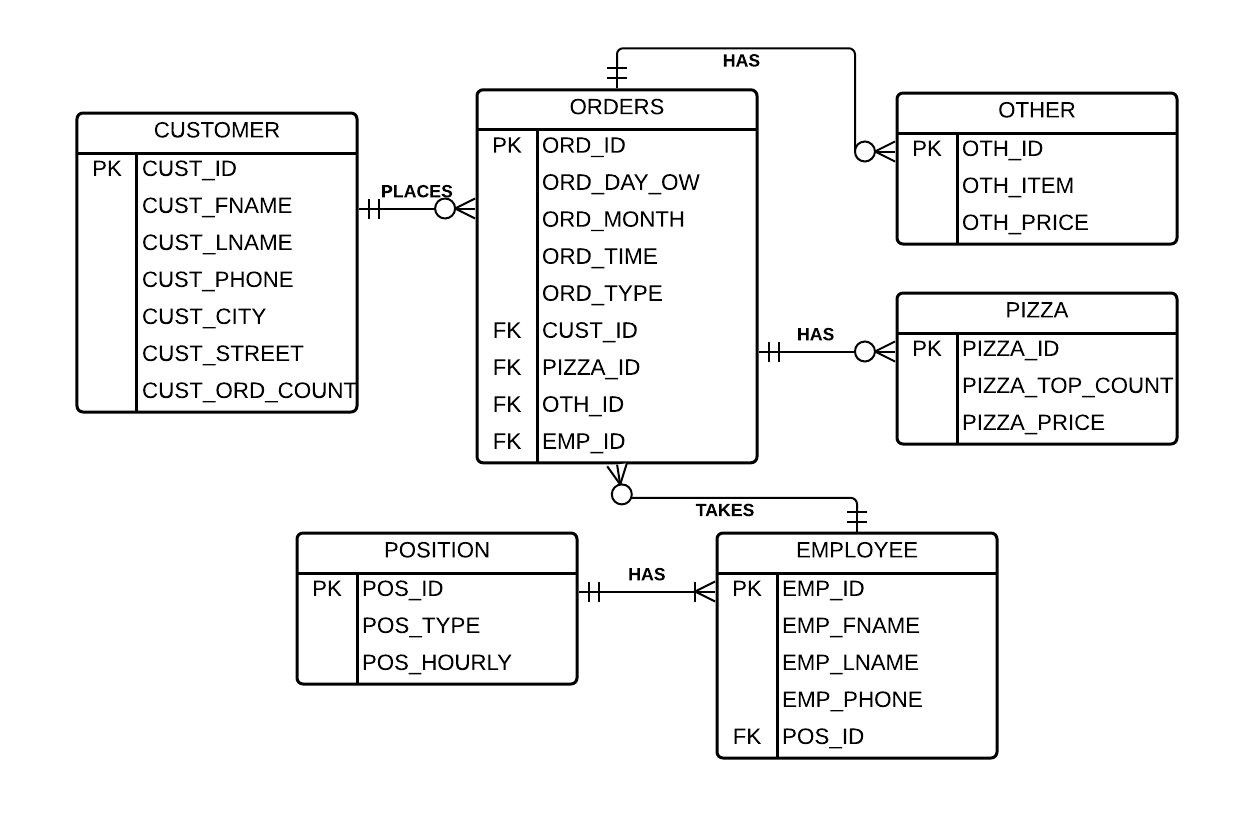 HAS
ORDERS
PK ORD_ID
ORD_DAY_OW
ORD_MONTH
ORD_TIME
ORD_TYPE
FK CUST_ID
FK PIZZA_ID
FK OTH_ID
FK EMP_ID
CUSTOMER
PK CUST_ID
CUST_FNAME
CUST_LNAME
CUST_PHONE
CUST_CITY
CUST_STREET
CUST_ORD_COUNT
PLACES
OTHER
PK OTH_ID
OTH_ITEM
OTH_PRICE
HAS
PIZZA
PK PIZZA_ID
PIZZA_TOP_COUNT
PIZZA_PRICE
TAKES
POSITION
PK POS_ID
POS_TYPE
POS_HOURLY
HAS
EMPLOYEE
PK EMP_ID
EMP_FNAME
EMP_LNAME
EMP_PHONE
FK POS_ID